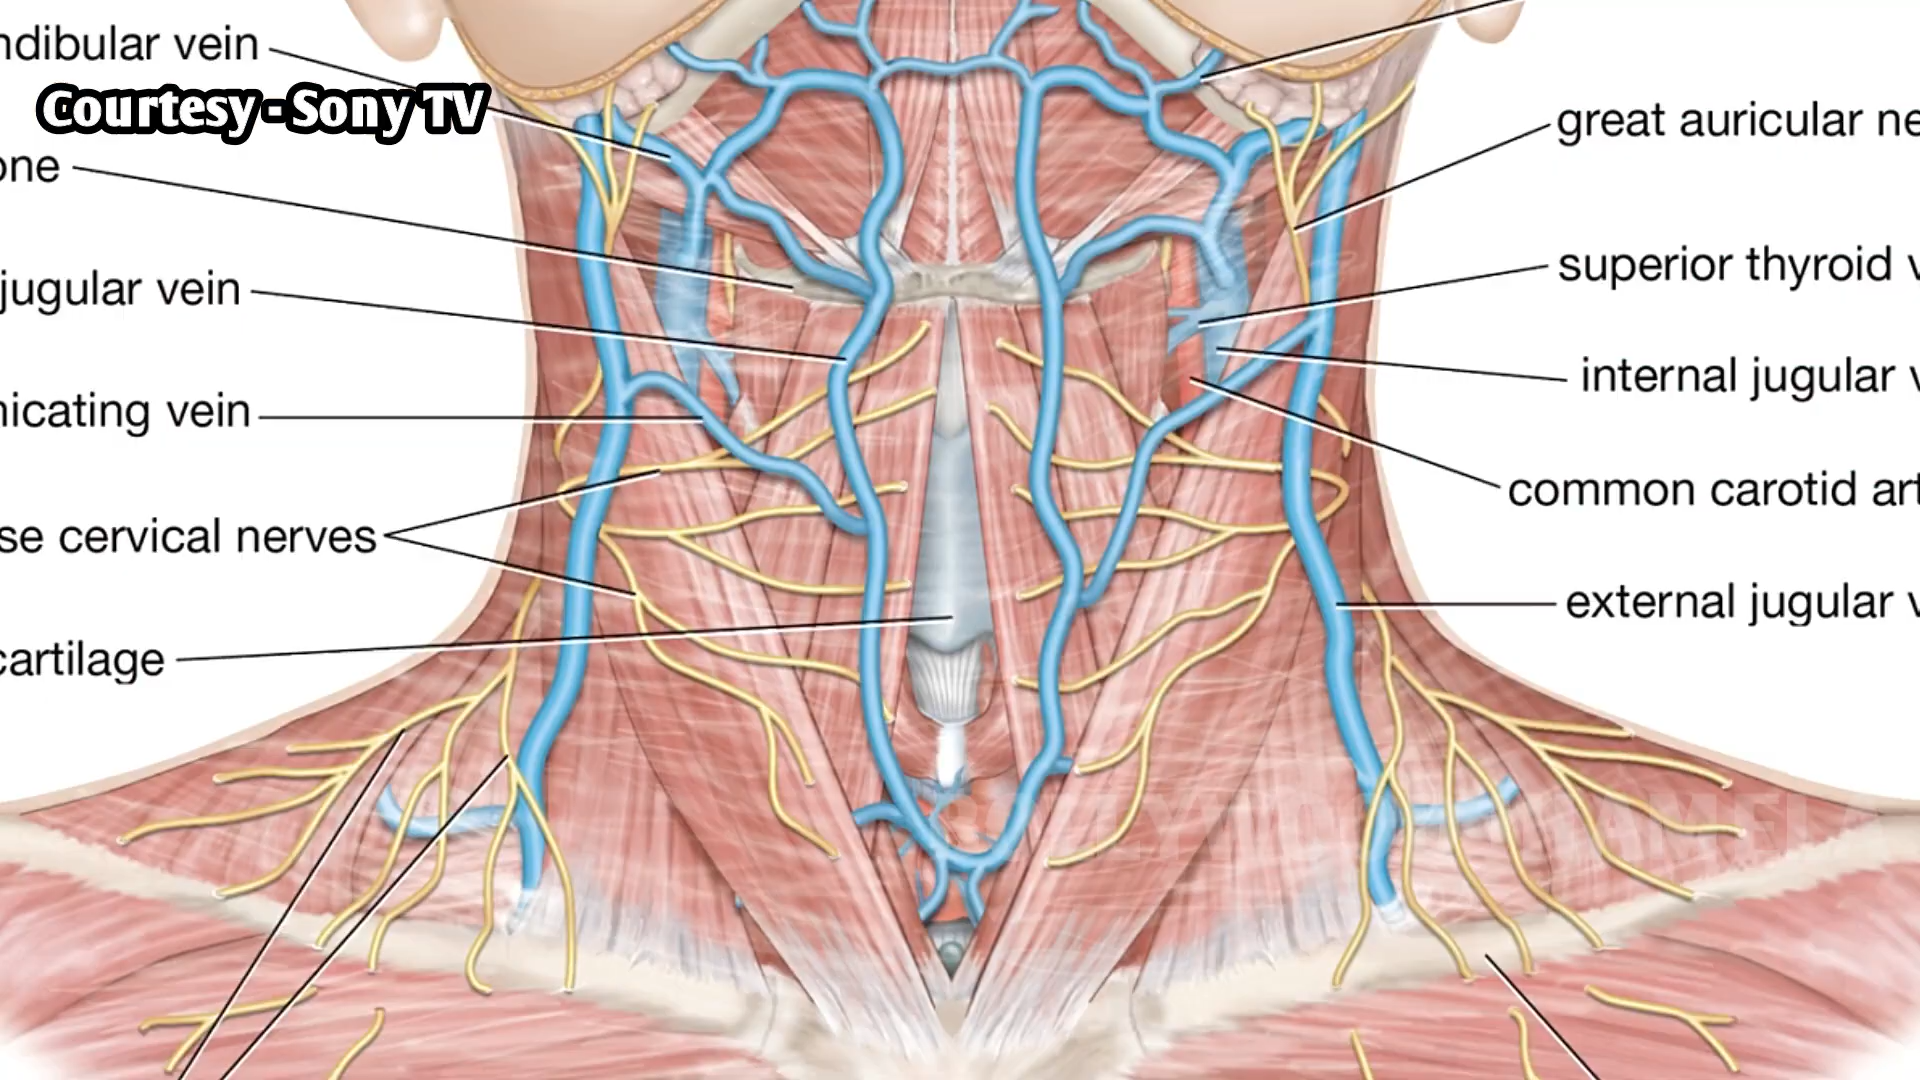 ndibular vein
Courtesy - Sony TV
one
jugular vein
nicating vein
se cervical nerves
cartilage
great auricular ne
superior thyroid v
internal jugular v
common carotid art
external jugular v